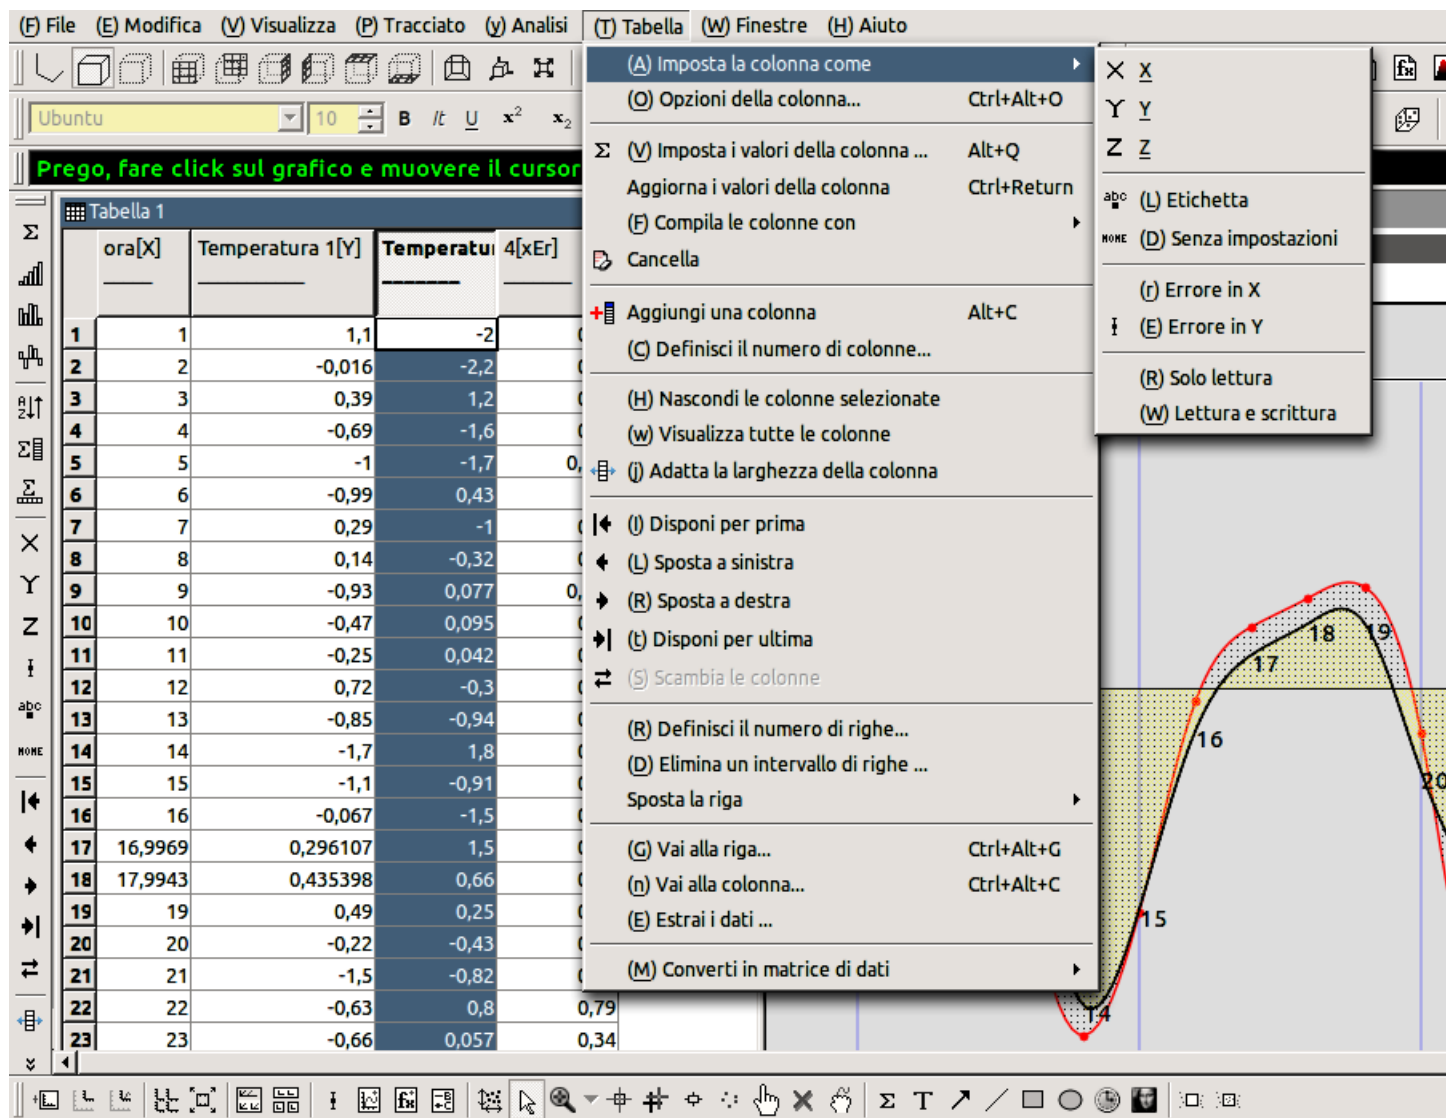 (F) File (E) Modifica (V) Visualizza (P) Tracciato (y) Analisi (T) Tabella (W) Finestre (H) Aiuto
Ubuntu 10 B It U x² x₂
Prego, fare click sul grafico e muovere il cursor
Tabella 1
ora[X] Temperatura 1[Y] Temperatur 4[xEr]
1 1 1,1 -2
2 2 -0,016 -2,2
3 3 0,39 1,2
4 4 -0,69 -1,6
5 5 -1 -1,7 0,
6 6 -0,99 0,43
7 7 0,29 -1
8 8 0,14 -0,32
9 9 -0,93 0,077 0,
10 10 -0,47 0,095
11 11 -0,25 0,042
12 12 0,72 -0,3
13 13 -0,85 -0,94
14 14 -1,7 1,8
15 15 -1,1 -0,91
16 16 -0,067 -1,5
17 16,9969 0,296107 1,5
18 17,9943 0,435398 0,66
19 19 0,49 0,25
20 20 -0,22 -0,43
21 21 -1,5 -0,82
22 22 -0,63 0,8 0,79
23 23 -0,66 0,057 0,34
(A) Imposta la colonna come
(O) Opzioni della colonna... Ctrl+Alt+O
Σ (V) Imposta i valori della colonna ... Alt+Q
Aggiorna i valori della colonna Ctrl+Return
(F) Compila le colonne con
Cancella
Aggiungi una colonna Alt+C
(C) Definisci il numero di colonne...
(H) Nascondi le colonne selezionate
(w) Visualizza tutte le colonne
(j) Adatta la larghezza della colonna
(I) Disponi per prima
(L) Sposta a sinistra
(R) Sposta a destra
(t) Disponi per ultima
(S) Scambia le colonne
(R) Definisci il numero di righe...
(D) Elimina un intervallo di righe ...
Sposta la riga
(G) Vai alla riga... Ctrl+Alt+G
(n) Vai alla colonna... Ctrl+Alt+C
(E) Estrai i dati ...
(M) Converti in matrice di dati
X X
Y Y
Z Z
abc (L) Etichetta
NONE (D) Senza impostazioni
(r) Errore in X
(E) Errore in Y
(R) Solo lettura
(W) Lettura e scrittura
14
15
16
17
18
19
20